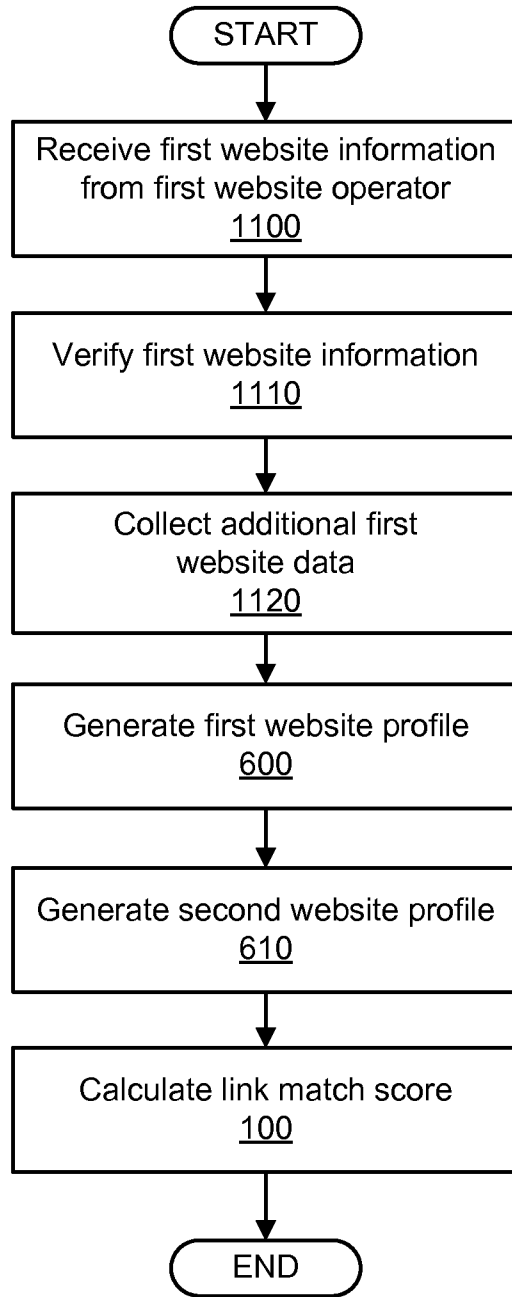 START
Receive first website information
from first website operator
1100
Verify first website information
1110
Collect additional first
website data
1120
Generate first website profile
600
Generate second website profile
610
Calculate link match score
100
END